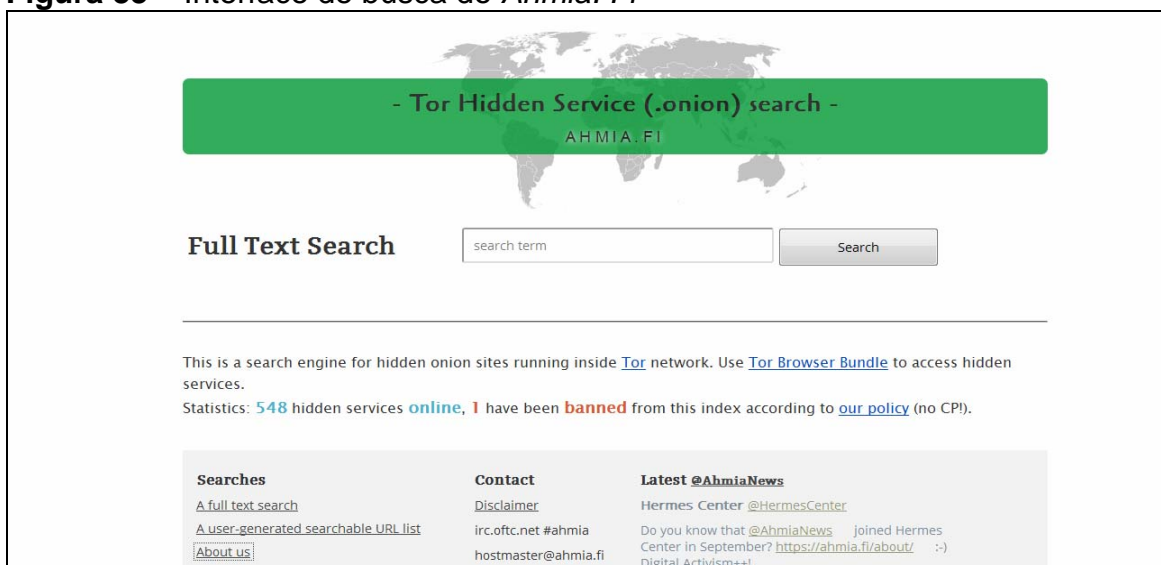 - Tor Hidden Service (.onion) search -
AHMIA.FI
Full Text Search
search term
Search
This is a search engine for hidden onion sites running inside Tor network. Use Tor Browser Bundle to access hidden
services.
Statistics: 548 hidden services online, 1 have been banned from this index according to our policy (no CP!).
Searches
A full text search
A user-generated searchable URL list
About us
Contact
Disclaimer
irc.oftc.net #ahmia
hostmaster@ahmia.fi
Latest @AhmiaNews
Hermes Center @HermesCenter
Do you know that @AhmiaNews joined Hermes
Center in September? https://ahmia.fi/about/ :-)
Digital Activism++!